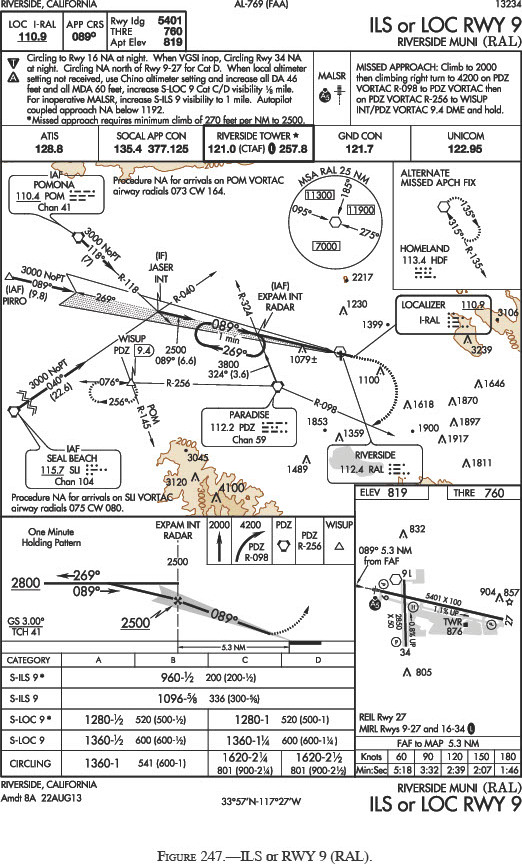 RIVERSIDE, CALIFORNIA
AL-769 (FAA)
13234
LOC I-RAL
110.9
APP CRS
089°
Rwy ldg 5401
THRE 760
Apt Elev 819
ILS or LOC RWY 9
RIVERSIDE MUNI (RAL)
T
A
Circling to Rwy 16 NA at night. When VGSI inop, Circling Rwy 34 NA
at night. Circling NA north of Rwy 9-27 for Cat D. When local altimeter
setting not received, use Chino altimeter setting and increase all DA 46
feet and all MDA 60 feet, increase S-LOC 9 Cat C/D visibility ½ mile.
For inoperative MALSR, increase S-ILS 9 visibility to 1 mile. Autopilot
coupled approach NA below 1192.
*Missed approach requires minimum climb of 270 feet per NM to 2500.
MALSR
MISSED APPROACH: Climb to 2000
then climbing right turn to 4200 on PDZ
VORTAC R-098 to PDZ VORTAC then
on PDZ VORTAC R-256 to WISUP
INT/PDZ VORTAC 9.4 DME and hold.
ATIS
128.8
SOCAL APP CON
135.4 377.125
RIVERSIDE TOWER★
121.0 (CTAF) L 257.8
GND CON
121.7
UNICOM
122.95
IAF
POMONA
110.4 POM
Chan 41
Procedure NA for arrivals on POM VORTAC
airway radials 073 CW 164.
MSA RAL 25 NM
11300
11900
7000
185°
095°
275°
ALTERNATE
MISSED APCH FIX
135°
315°
R-135
HOMELAND
113.4 HDF
3000 NoPT
118°
(7)
R-118
(IF)
JASER
INT
R-040
3000 NoPT
089°
(9.8)
(IAF)
PIRRO
269°
(IAF)
EXPAM INT
RADAR
R-324
2217
1230
1399
LOCALIZER 110.9
I-RAL
3106
3239
089°
1 min
269°
2500
089° (6.6)
3800
324° (3.6)
1079±
WISUP
PDZ 9.4
3000 NoPT
040°
(22.6)
076°
256°
R-256
POM
R-145
R-098
1100
1646
1618
1870
1853
1900
1897
1917
1359
1489
1811
PARADISE
112.2 PDZ
Chan 59
RIVERSIDE
112.4 RAL
IAF
SEAL BEACH
115.7 SLI
Chan 104
3045
3120
4100
3000
Procedure NA for arrivals on SLI VORTAC
airway radials 075 CW 080.
ELEV 819
THRE 760
One Minute
Holding Pattern
EXPAM INT
RADAR
2500
2000
4200
PDZ
R-098
PDZ
PDZ
R-256
WISUP
2800
269°
089°
089°
2500
GS 3.00°
TCH 41
5.3 NM
832
089° 5.3 NM
from FAF
16
9
5401 X 100
1.1% UP
0.8% UP
TWR
876
904
857
27
34
805
REIL Rwy 27
MIRL Rwys 9-27 and 16-34 L
CATEGORY A B C D
S-ILS 9* 960-½ 200 (200-½)
S-ILS 9 1096-⅝ 336 (300-⅝)
S-LOC 9* 1280-½ 520 (500-½) 1280-1 520 (500-1)
S-LOC 9 1360-½ 600 (600-½) 1360-1¼ 600 (600-1¼)
CIRCLING 1360-1 541 (600-1) 1620-2¼ 801 (900-2¼) 1620-2½ 801 (900-2½)
FAF to MAP 5.3 NM
Knots 60 90 120 150 180
Min:Sec 5:18 3:32 2:39 2:07 1:46
RIVERSIDE, CALIFORNIA
Amdt 8A 22AUG13
33°57'N-117°27'W
RIVERSIDE MUNI (RAL)
ILS or LOC RWY 9
FIGURE 247.—ILS or RWY 9 (RAL).